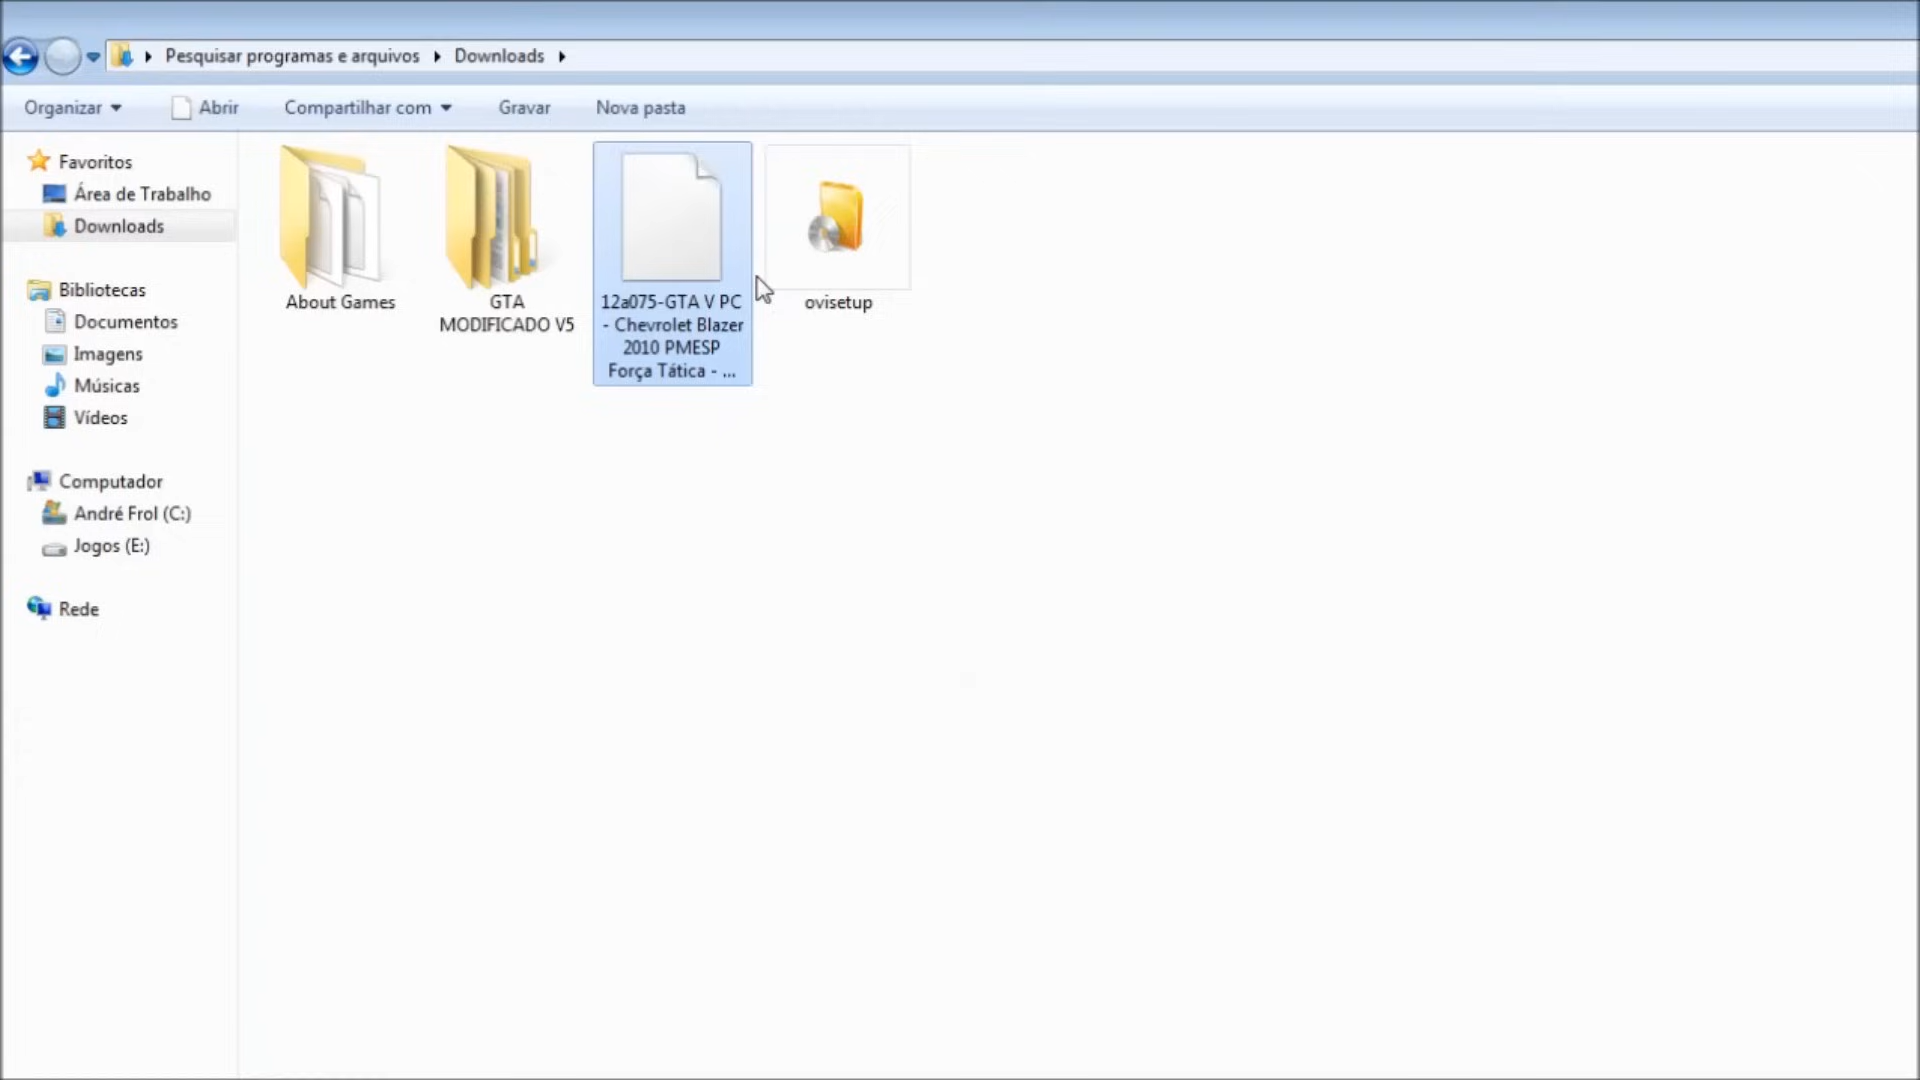 Pesquisar programas e arquivos Downloads
Organizar Abrir Compartilhar com Gravar Nova pasta
Favoritos
Área de Trabalho
Downloads
Bibliotecas
Documentos
Imagens
Músicas
Vídeos
Computador
André Frol (C:)
Jogos (E:)
Rede
About Games
GTA
MODIFICADO V5
12a075-GTA V PC
- Chevrolet Blazer
2010 PMESP
Força Tática - ...
ovisetup